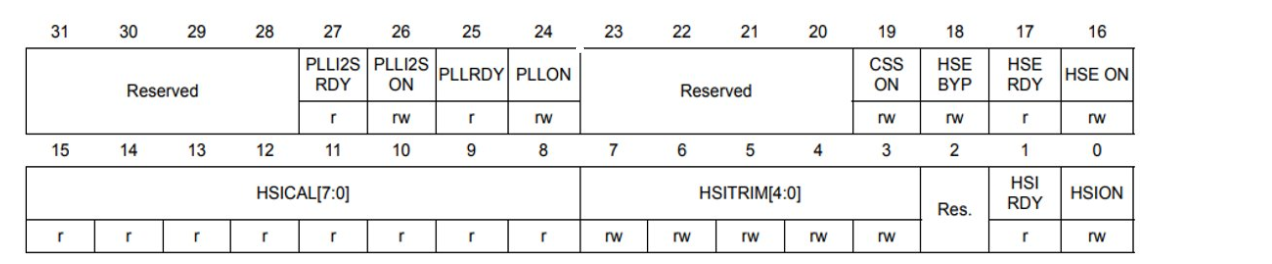 31 30 29 28 27 26 25 24 23 22 21 20 19 18 17 16
Reserved PLLI2S RDY PLLI2S ON PLLRDY PLLON Reserved CSS ON HSE BYP HSE RDY HSE ON
r rw r rw rw rw r rw
15 14 13 12 11 10 9 8 7 6 5 4 3 2 1 0
HSICAL[7:0] HSITRIM[4:0] Res. HSI RDY HSION
r r r r r r r r rw rw rw rw rw r rw